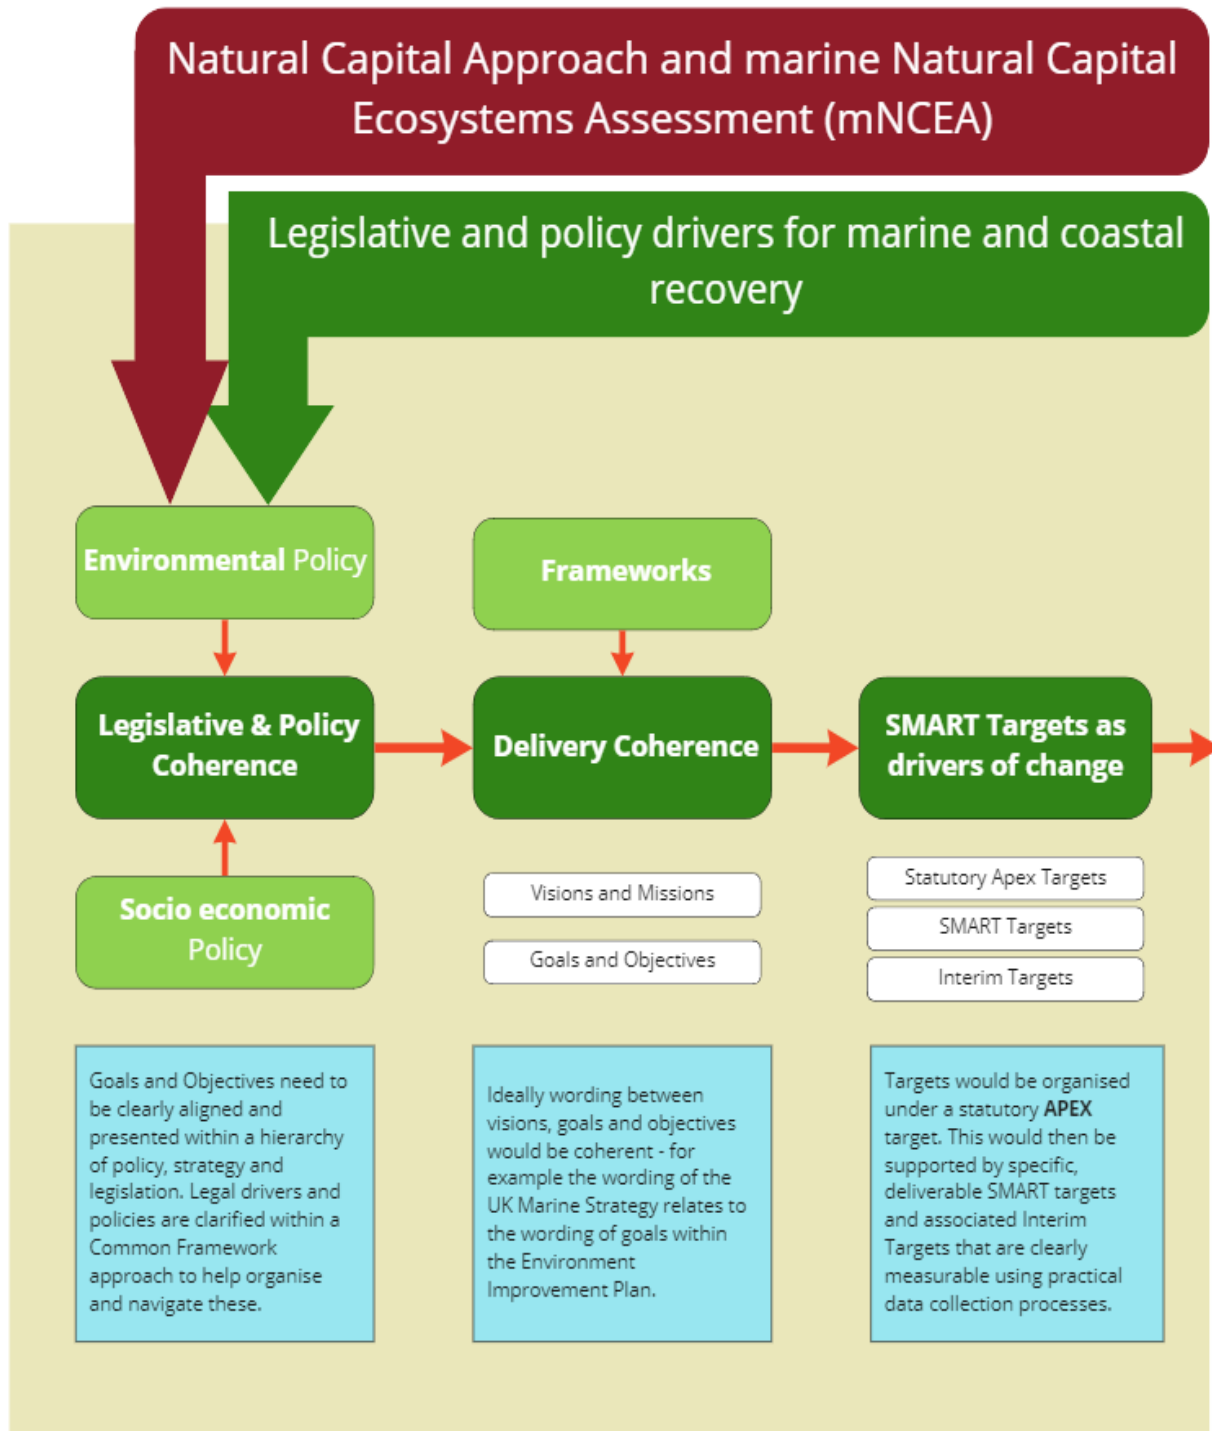 Natural Capital Approach and marine Natural Capital
Ecosystems Assessment (mNCEA)
Legislative and policy drivers for marine and coastal
recovery
Environmental Policy
Frameworks
Legislative & Policy
Coherence
Delivery Coherence
SMART Targets as
drivers of change
Socio economic
Policy
Visions and Missions
Goals and Objectives
Statutory Apex Targets
SMART Targets
Interim Targets
Goals and Objectives need to
be clearly aligned and
presented within a hierarchy
of policy, strategy and
legislation. Legal drivers and
policies are clarified within a
Common Framework
approach to help organise
and navigate these.
Ideally wording between
visions, goals and objectives
would be coherent - for
example the wording of the
UK Marine Strategy relates to
the wording of goals within
the Environment
Improvement Plan.
Targets would be organised
under a statutory APEX
target. This would then be
supported by specific,
deliverable SMART targets
and associated Interim
Targets that are clearly
measurable using practical
data collection processes.